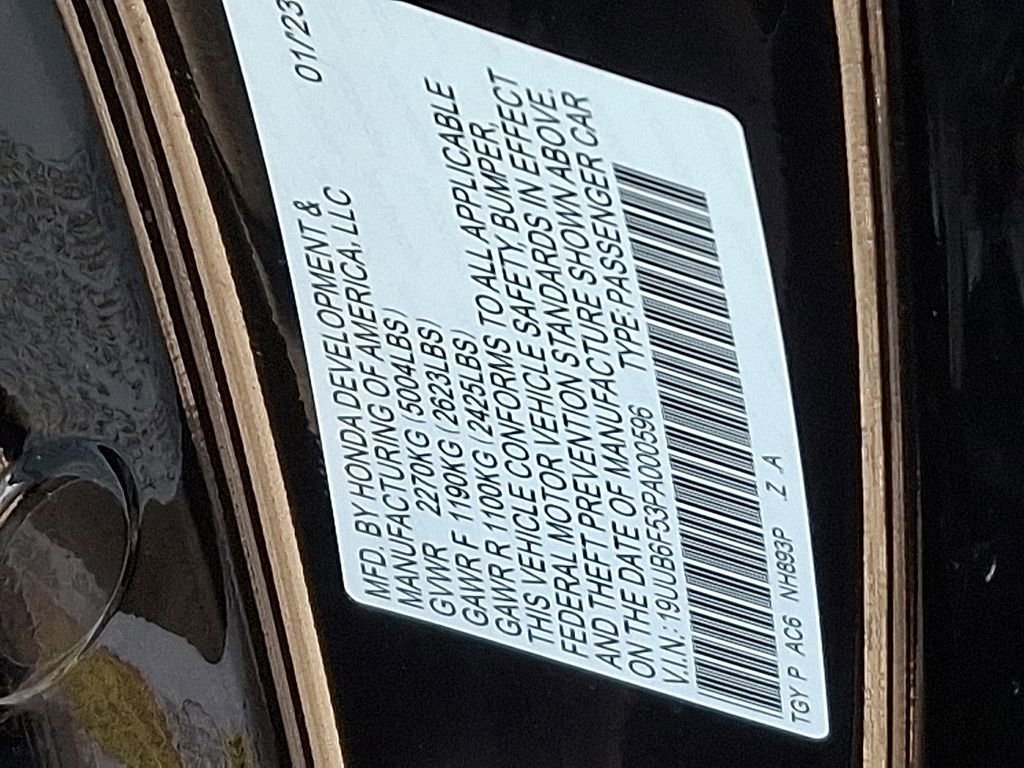 MFD. BY HONDA DEVELOPMENT & 01/'23
MANUFACTURING OF AMERICA, LLC
GVWR 2270KG (5004LBS)
GAWR F 1190KG (2623LBS)
GAWR R 1100KG (2425LBS)
THIS VEHICLE CONFORMS TO ALL APPLICABLE
FEDERAL MOTOR VEHICLE SAFETY, BUMPER,
AND THEFT PREVENTION STANDARDS IN EFFECT
ON THE DATE OF MANUFACTURE SHOWN ABOVE.
V.I.N.: 19UUB6F53PA000596 TYPE: PASSENGER CAR
TGY P AC6 NH893P .Z .A